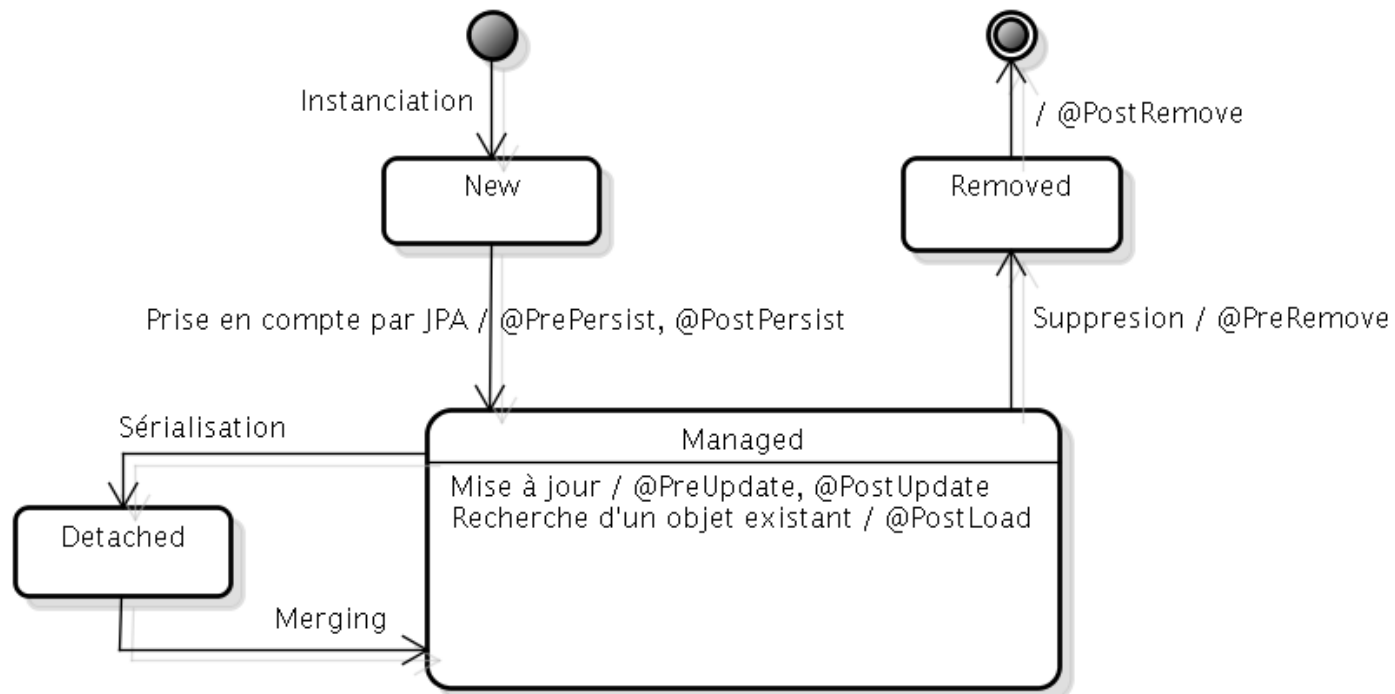 Instanciation
/ @PostRemove
New
Removed
Prise en compte par JPA / @PrePersist, @PostPersist
Suppresion / @PreRemove
Sérialisation
Managed
Mise à jour / @PreUpdate, @PostUpdate
Recherche d'un objet existant / @PostLoad
Detached
Merging